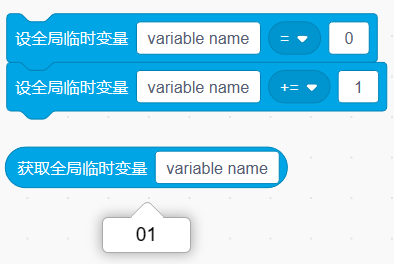 设全局临时变量 variable name = 0
设全局临时变量 variable name += 1
获取全局临时变量 variable name
01